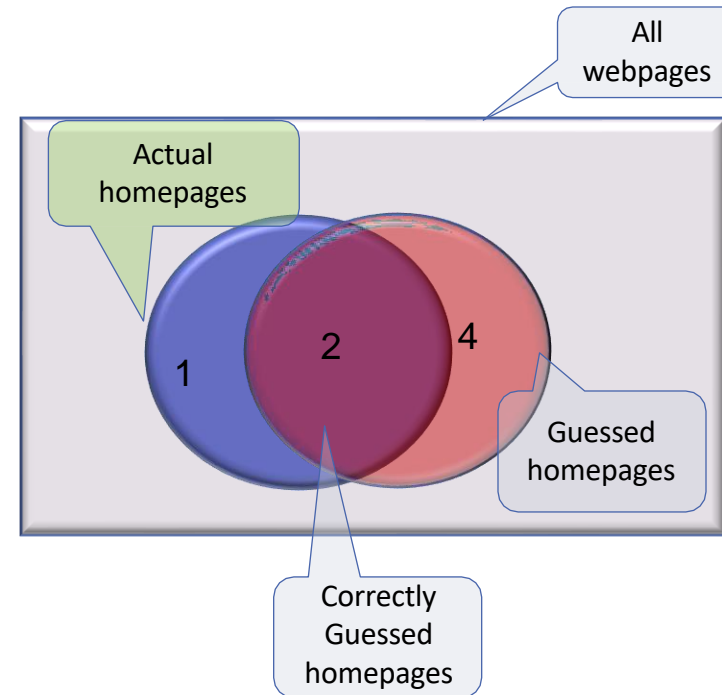 All
webpages
Actual
homepages
1
2
4
Guessed
homepages
Correctly
Guessed
homepages